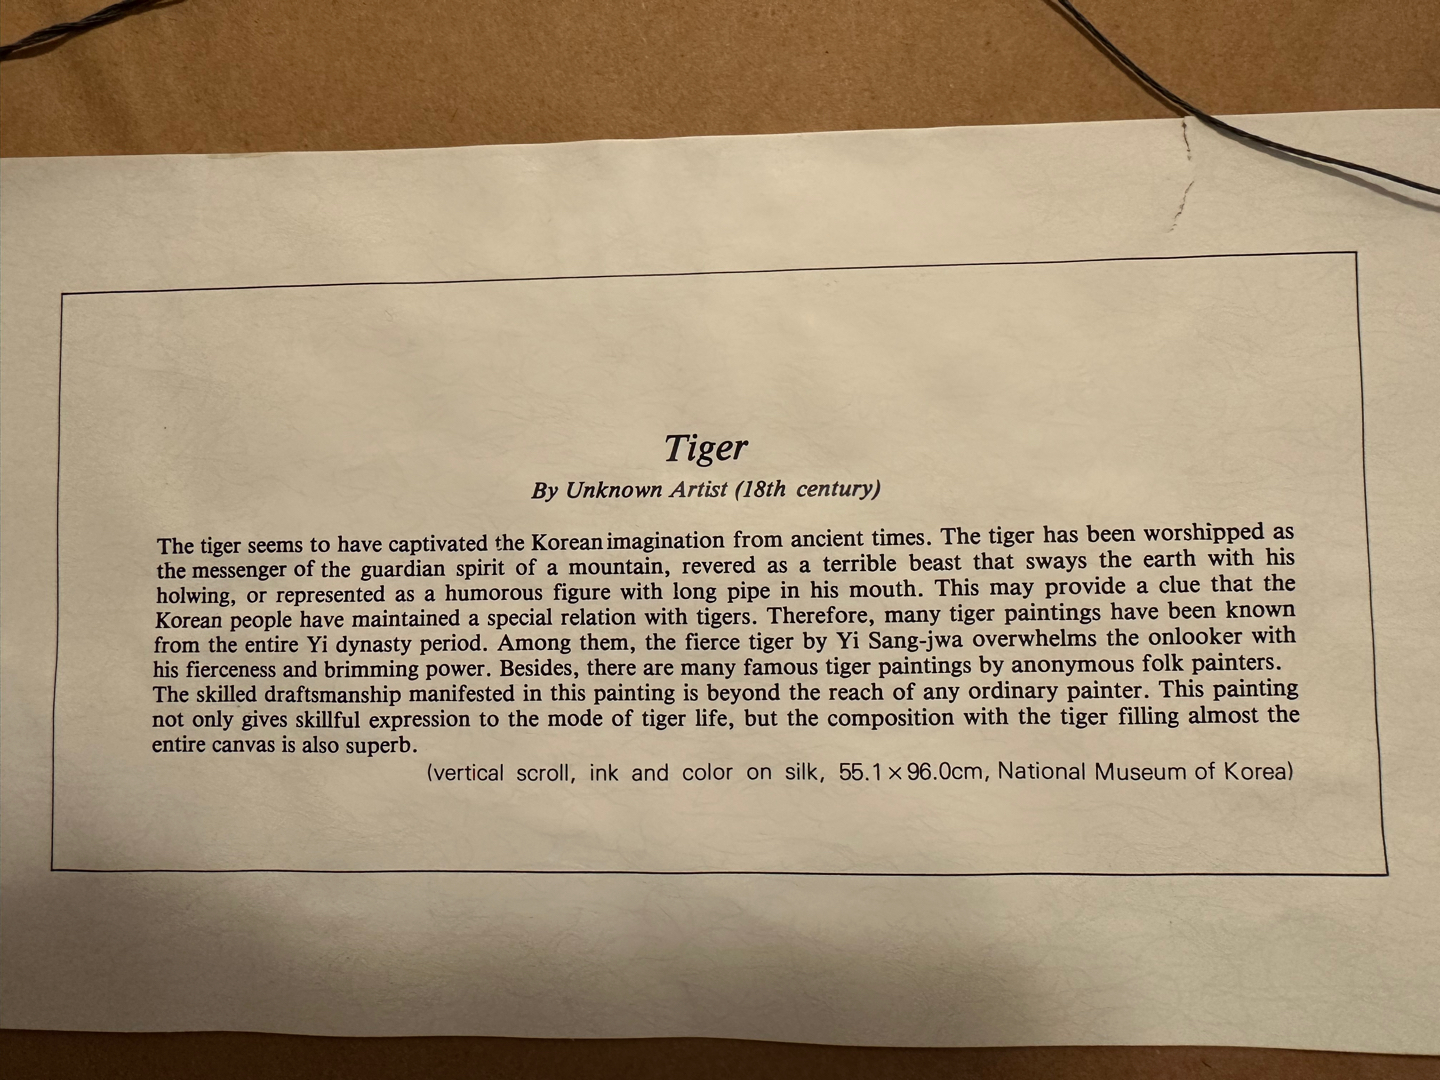 Tiger
By Unknown Artist (18th century)
The tiger seems to have captivated the Korean imagination from ancient times. The tiger has been worshipped as
the messenger of the guardian spirit of a mountain, revered as a terrible beast that sways the earth with his
holwing, or represented as a humorous figure with long pipe in his mouth. This may provide a clue that the
Korean people have maintained a special relation with tigers. Therefore, many tiger paintings have been known
from the entire Yi dynasty period. Among them, the fierce tiger by Yi Sang-jwa overwhelms the onlooker with
his fierceness and brimming power. Besides, there are many famous tiger paintings by anonymous folk painters.
The skilled draftsmanship manifested in this painting is beyond the reach of any ordinary painter. This painting
not only gives skillful expression to the mode of tiger life, but the composition with the tiger filling almost the
entire canvas is also superb.
(vertical scroll, ink and color on silk, 55.1×96.0cm, National Museum of Korea)